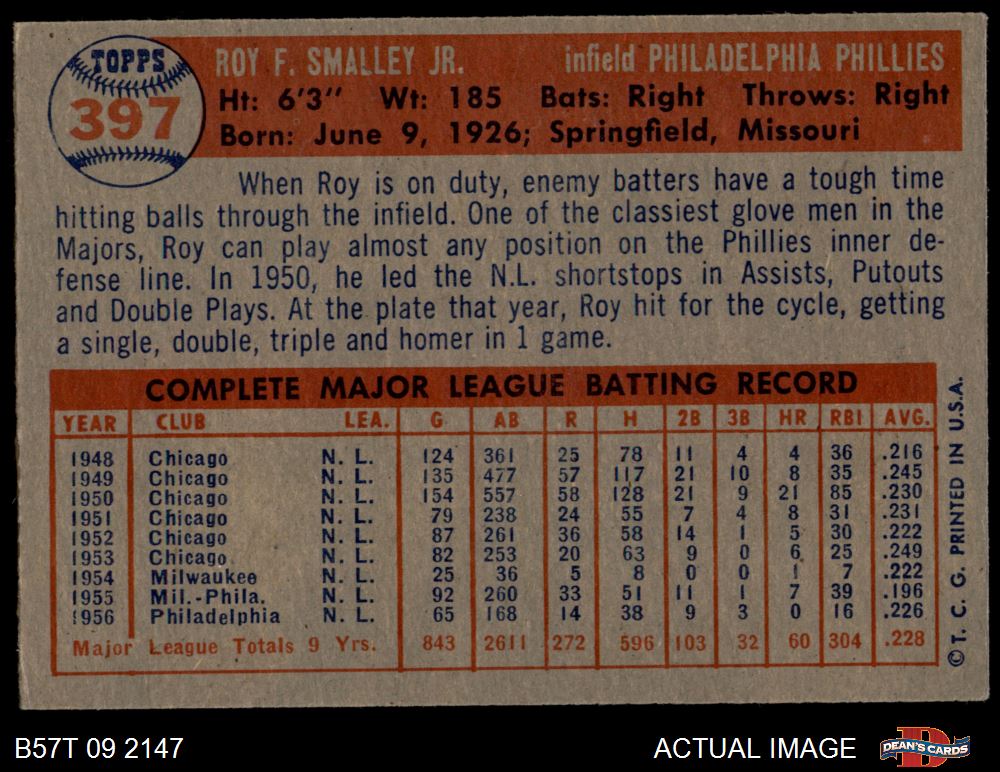 TOPPS
397
ROY F. SMALLEY JR. infield PHILADELPHIA PHILLIES
Ht: 6'3" Wt: 185 Bats: Right Throws: Right
Born: June 9, 1926; Springfield, Missouri
When Roy is on duty, enemy batters have a tough time
hitting balls through the infield. One of the classiest glove men in the
Majors, Roy can play almost any position on the Phillies inner de-
fense line. In 1950, he led the N.L. shortstops in Assists, Putouts
and Double Plays. At the plate that year, Roy hit for the cycle, getting
a single, double, triple and homer in 1 game.
COMPLETE MAJOR LEAGUE BATTING RECORD
YEAR CLUB LEA. G AB R H 2B 3B HR RBI AVG.
1948 Chicago N. L. 124 361 25 78 11 4 4 36 .216
1949 Chicago N. L. 135 477 57 117 21 10 8 35 .245
1950 Chicago N. L. 154 557 58 128 21 9 21 85 .230
1951 Chicago N. L. 79 238 24 55 7 4 8 31 .231
1952 Chicago N. L. 87 261 36 58 14 1 5 30 .222
1953 Chicago N. L. 82 253 20 63 9 0 6 25 .249
1954 Milwaukee N. L. 25 36 5 8 0 0 1 7 .222
1955 Mil.-Phila. N. L. 92 260 33 51 11 1 7 39 .196
1956 Philadelphia N. L. 65 168 14 38 9 3 0 16 .226
Major League Totals 9 Yrs. 843 2611 272 596 103 32 60 304 .228
© T. C. G. PRINTED IN U.S.A.
B57T 09 2147 ACTUAL IMAGE
D
DEAN'S CARDS